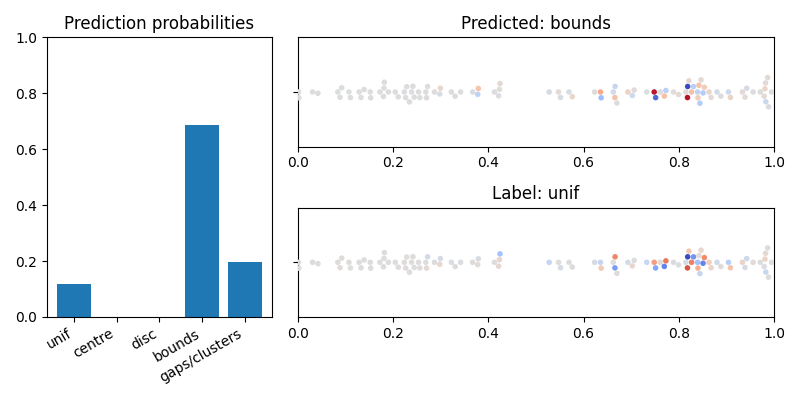 Prediction probabilities
1.0
0.8
0.6
0.4
0.2
0.0
unif
centre
disc
bounds
gaps/clusters
Predicted: bounds
0.0 0.2 0.4 0.6 0.8 1.0
Label: unif
0.0 0.2 0.4 0.6 0.8 1.0